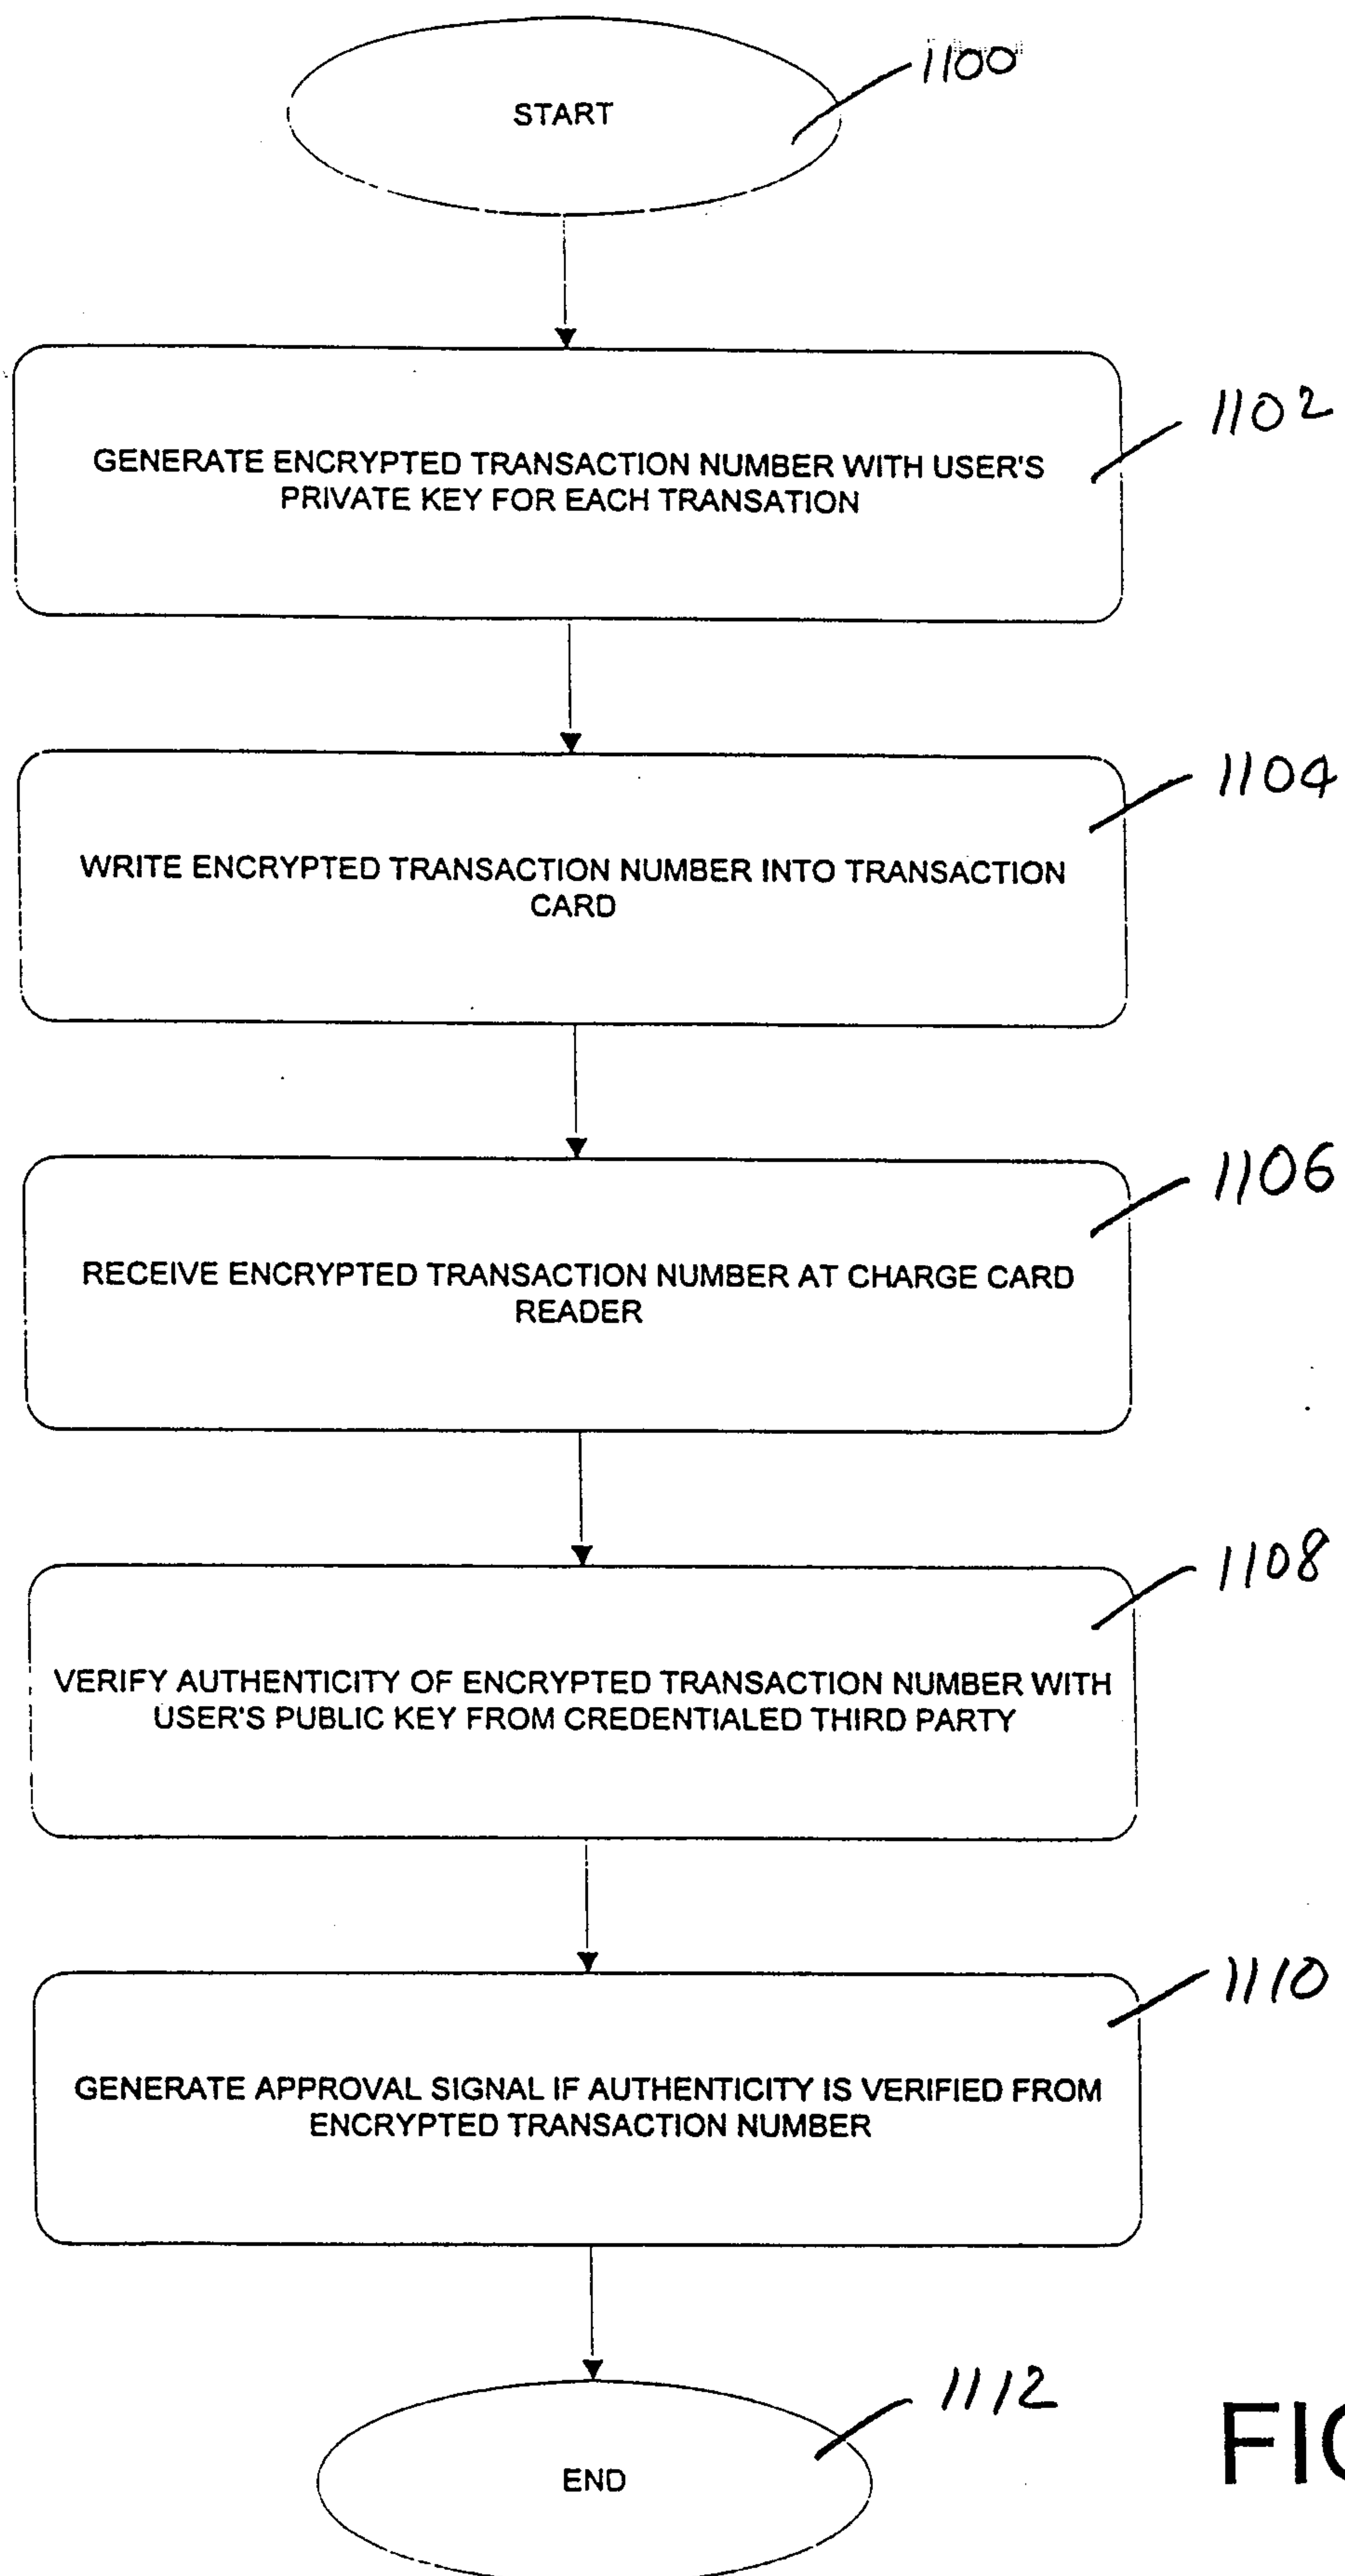 START
1100
GENERATE ENCRYPTED TRANSACTION NUMBER WITH USER'S
PRIVATE KEY FOR EACH TRANSATION
1102
WRITE ENCRYPTED TRANSACTION NUMBER INTO TRANSACTION
CARD
1104
RECEIVE ENCRYPTED TRANSACTION NUMBER AT CHARGE CARD
READER
1106
VERIFY AUTHENTICITY OF ENCRYPTED TRANSACTION NUMBER WITH
USER'S PUBLIC KEY FROM CREDENTIALED THIRD PARTY
1108
GENERATE APPROVAL SIGNAL IF AUTHENTICITY IS VERIFIED FROM
ENCRYPTED TRANSACTION NUMBER
1110
END
1112